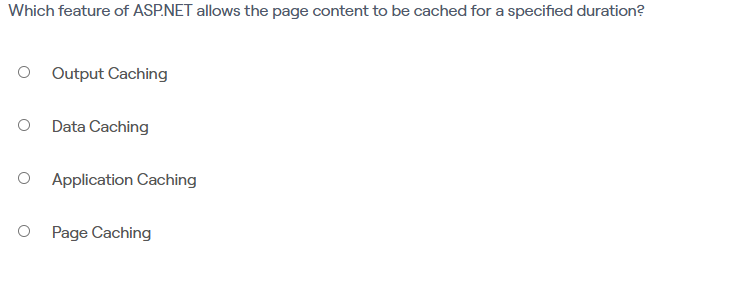 Which feature of ASP.NET allows the page content to be cached for a specified duration?
Output Caching
Data Caching
Application Caching
Page Caching